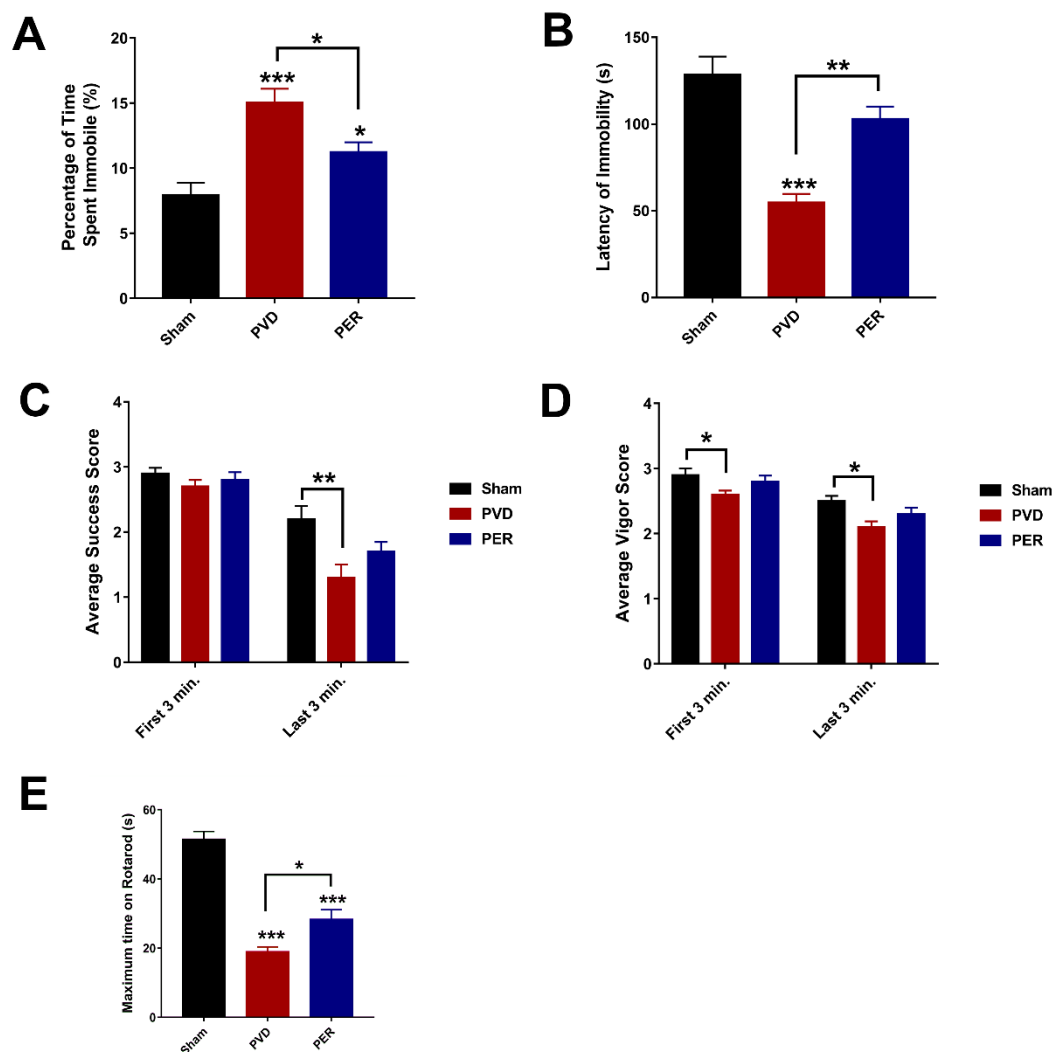 A
Percentage of Time
Spent Immobile (%)
20
15
10
5
0
*
***
*
Sham
PVD
PER
B
Latency of Immobility (s)
150
100
50
0
**
***
Sham
PVD
PER
C
Average Success Score
4
3
2
1
0
**
First 3 min.
Last 3 min.
Sham
PVD
PER
D
Average Vigor Score
4
3
2
1
0
*
*
First 3 min.
Last 3 min.
Sham
PVD
PER
E
Maximum time on Rotarod (s)
60
40
20
0
*
***
***
Sham
PVD
PER